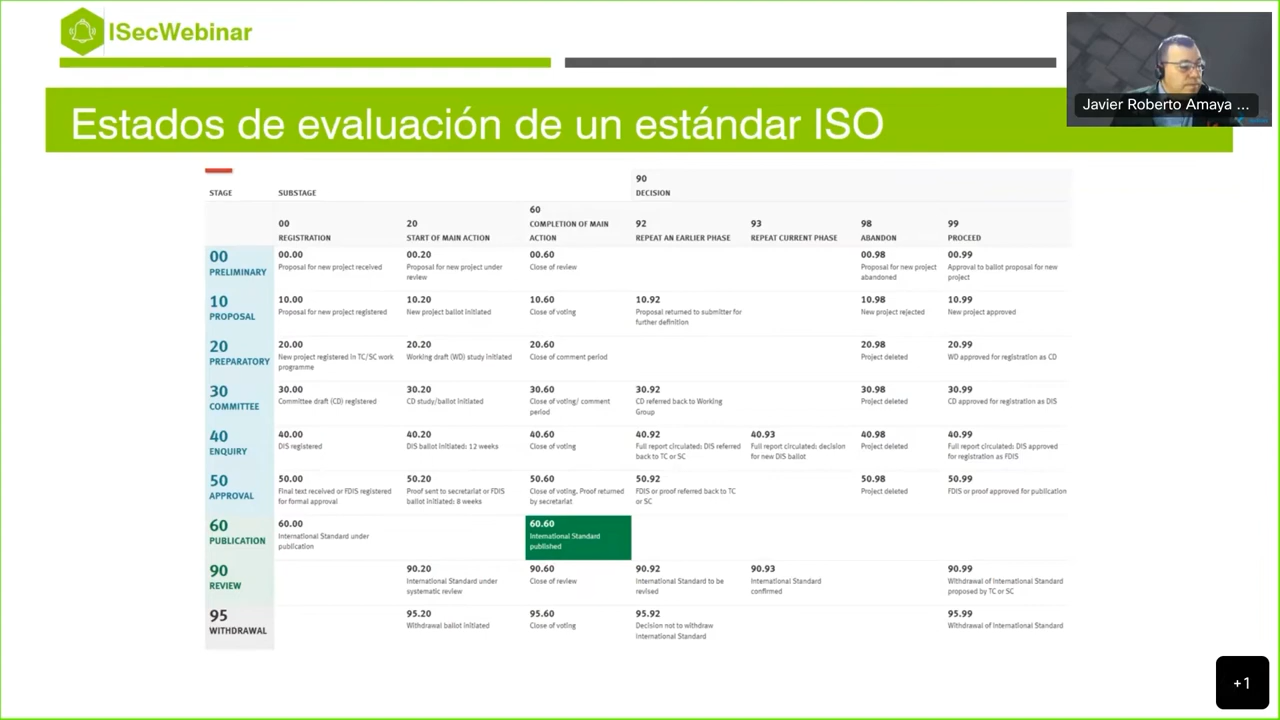 ISecWebinar
Javier Roberto Amaya ...
Estados de evaluación de un estándar ISO
90
STAGE
SUBSTAGE
DECISION
60
00
20
COMPLETION OF MAIN
92
93
98
99
REGISTRATION
START OF MAIN ACTION
ACTION
REPEAT AN EARLIER PHASE
REPEAT CURRENT PHASE
ABANDON
PROCEED
00
PRELIMINARY
00.00
Proposal for new project received
00.20
Proposal for new project under
review
00.60
Close of review
00.98
Proposal for new project
abandoned
00.99
Approval to ballot proposal for new
project
10
PROPOSAL
10.00
Proposal for new project registered
10.20
New project ballot initiated
10.60
Close of voting
10.92
Proposal returned to submitter for
further definition
10.98
New project rejected
10.99
New project approved
20
PREPARATORY
20.00
New project registered in TC/SC work
programme
20.20
Working draft (WD) study initiated
20.60
Close of comment period
20.98
Project deleted
20.99
WD approved for registration as CD
30
COMMITTEE
30.00
Committee draft (CD) registered
30.20
CD study/ballot initiated
30.60
Close of voting/ comment
period
30.92
CD referred back to Working
Group
30.98
Project deleted
30.99
CD approved for registration as DIS
40
ENQUIRY
40.00
DIS registered
40.20
DIS ballot initiated: 12 weeks
40.60
Close of voting
40.92
Full report circulated: DIS referred
back to TC or SC
40.93
Full report circulated: decision
for new DIS ballot
40.98
Project deleted
40.99
Full report circulated: DIS approved
for registration as FDIS
50
APPROVAL
50.00
Final text received or FDIS registered
for formal approval
50.20
Proof sent to secretariat or FDIS
ballot initiated: 8 weeks
50.60
Close of voting. Proof returned
by secretariat
50.92
FDIS or proof referred back to TC
or SC
50.98
Project deleted
50.99
FDIS or proof approved for publication
60
PUBLICATION
60.00
International Standard under
publication
60.60
International Standard
published
90
REVIEW
90.20
International Standard under
systematic review
90.60
Close of review
90.92
International Standard to be
revised
90.93
International Standard
confirmed
90.99
Withdrawal of International Standard
proposed by TC or SC
95
WITHDRAWAL
95.20
Withdrawal ballot initiated
95.60
Close of voting
95.92
Decision not to withdraw
International Standard
95.99
Withdrawal of International Standard
+1